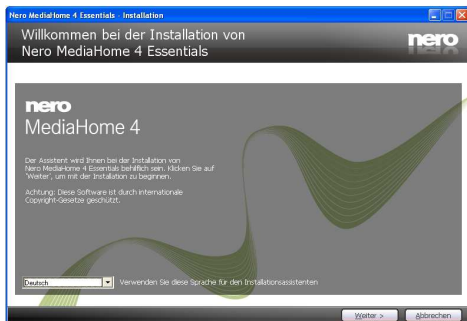 Nero MediaHome 4 Essentials - Installation
Willkommen bei der Installation von
Nero MediaHome 4 Essentials
nero
nero
MediaHome 4
Der Assistent wird Ihnen bei der Installation von
Nero MediaHome 4 Essentials behilflich sein. Klicken Sie auf
'Weiter', um mit der Installation zu beginnen.
Achtung: Diese Software ist durch internationale
Copyright-Gesetze geschützt.
Deutsch
Verwenden Sie diese Sprache für den Installationsassistenten
Weiter >
Abbrechen